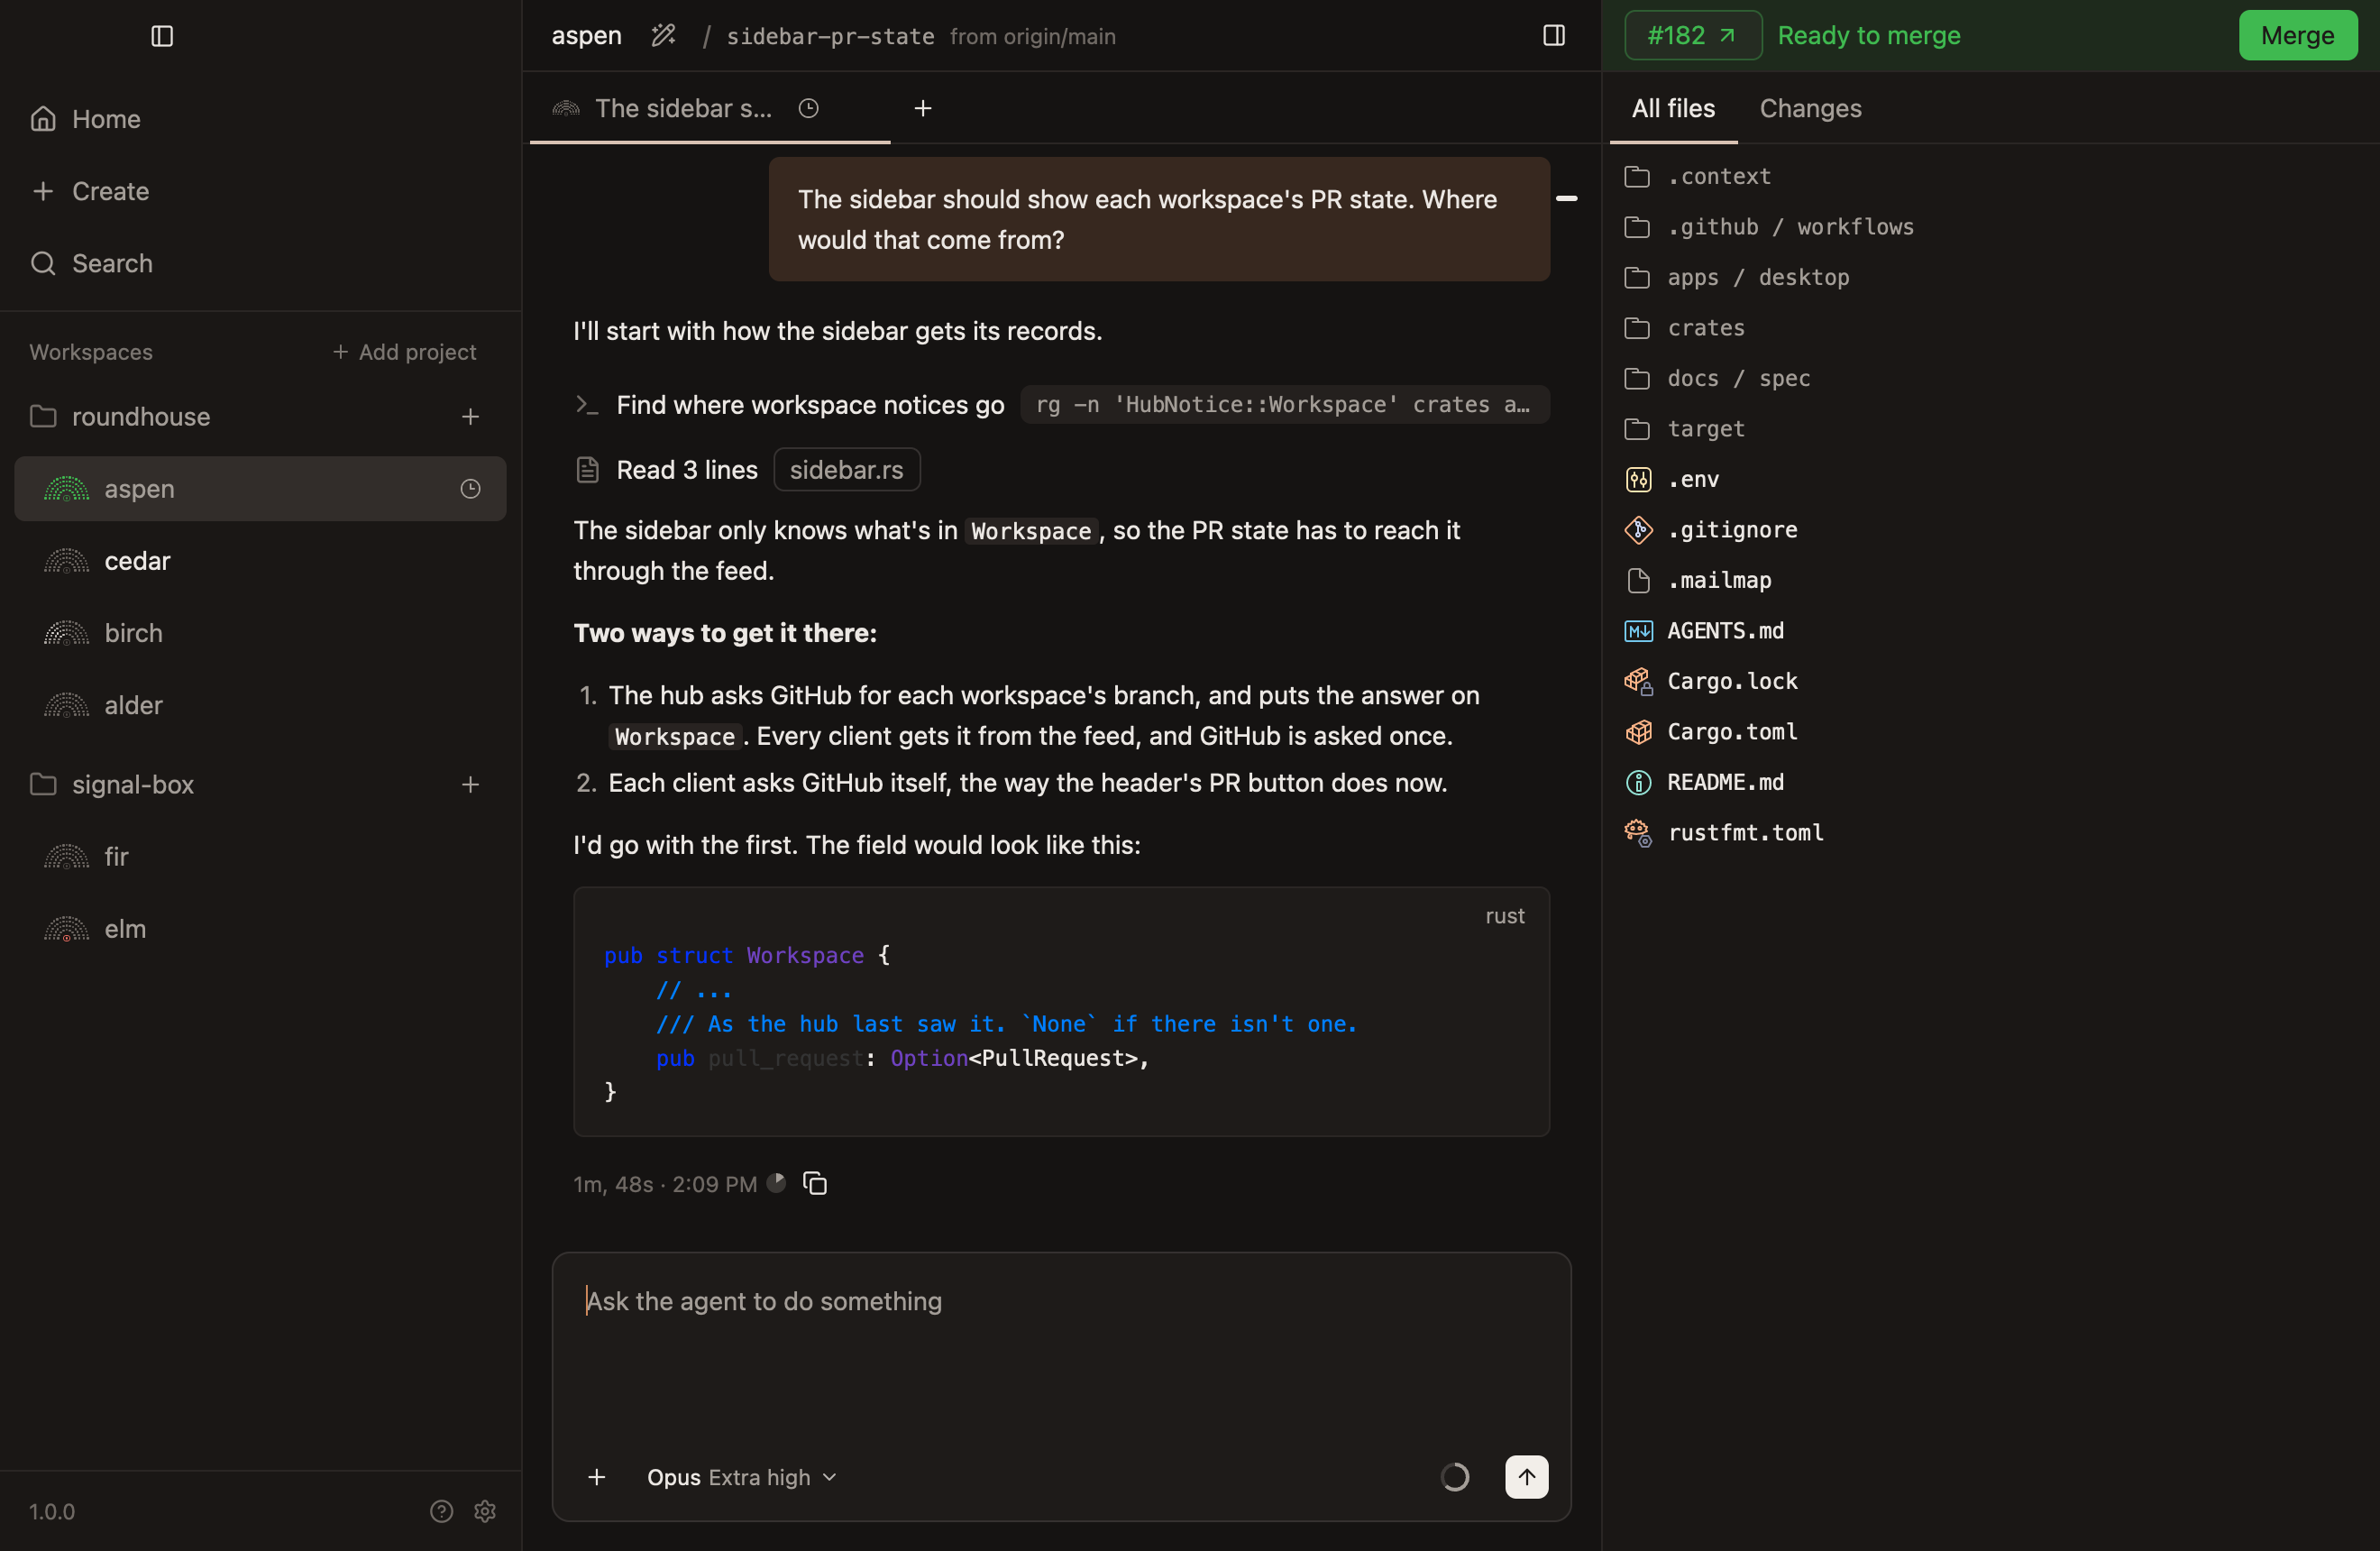 Home
Create
Search
Workspaces
+ Add project
roundhouse
aspen
cedar
birch
alder
signal-box
fir
elm
1.0.0
aspen / sidebar-pr-state from origin/main
The sidebar s...
The sidebar should show each workspace's PR state. Where
would that come from?
I'll start with how the sidebar gets its records.
Find where workspace notices go rg -n 'HubNotice::Workspace' crates a…
Read 3 lines sidebar.rs
The sidebar only knows what's in Workspace, so the PR state has to reach it
through the feed.
Two ways to get it there:
1. The hub asks GitHub for each workspace's branch, and puts the answer on
Workspace. Every client gets it from the feed, and GitHub is asked once.
2. Each client asks GitHub itself, the way the header's PR button does now.
I'd go with the first. The field would look like this:
rust
pub struct Workspace {
// ...
/// As the hub last saw it. `None` if there isn't one.
pub pull_request: Option<PullRequest>,
}
1m, 48s · 2:09 PM
Ask the agent to do something
Opus Extra high
#182 Ready to merge
Merge
All files
Changes
.context
.github / workflows
apps / desktop
crates
docs / spec
target
.env
.gitignore
.mailmap
AGENTS.md
Cargo.lock
Cargo.toml
README.md
rustfmt.toml